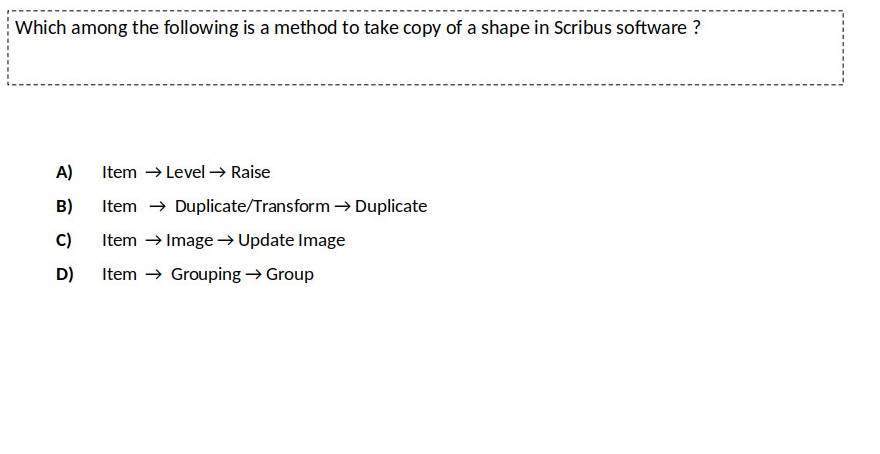 Which among the following is a method to take copy of a shape in Scribus software ?
A) Item → Level → Raise
B) Item → Duplicate/Transform → Duplicate
C) Item → Image → Update Image
D) Item → Grouping → Group